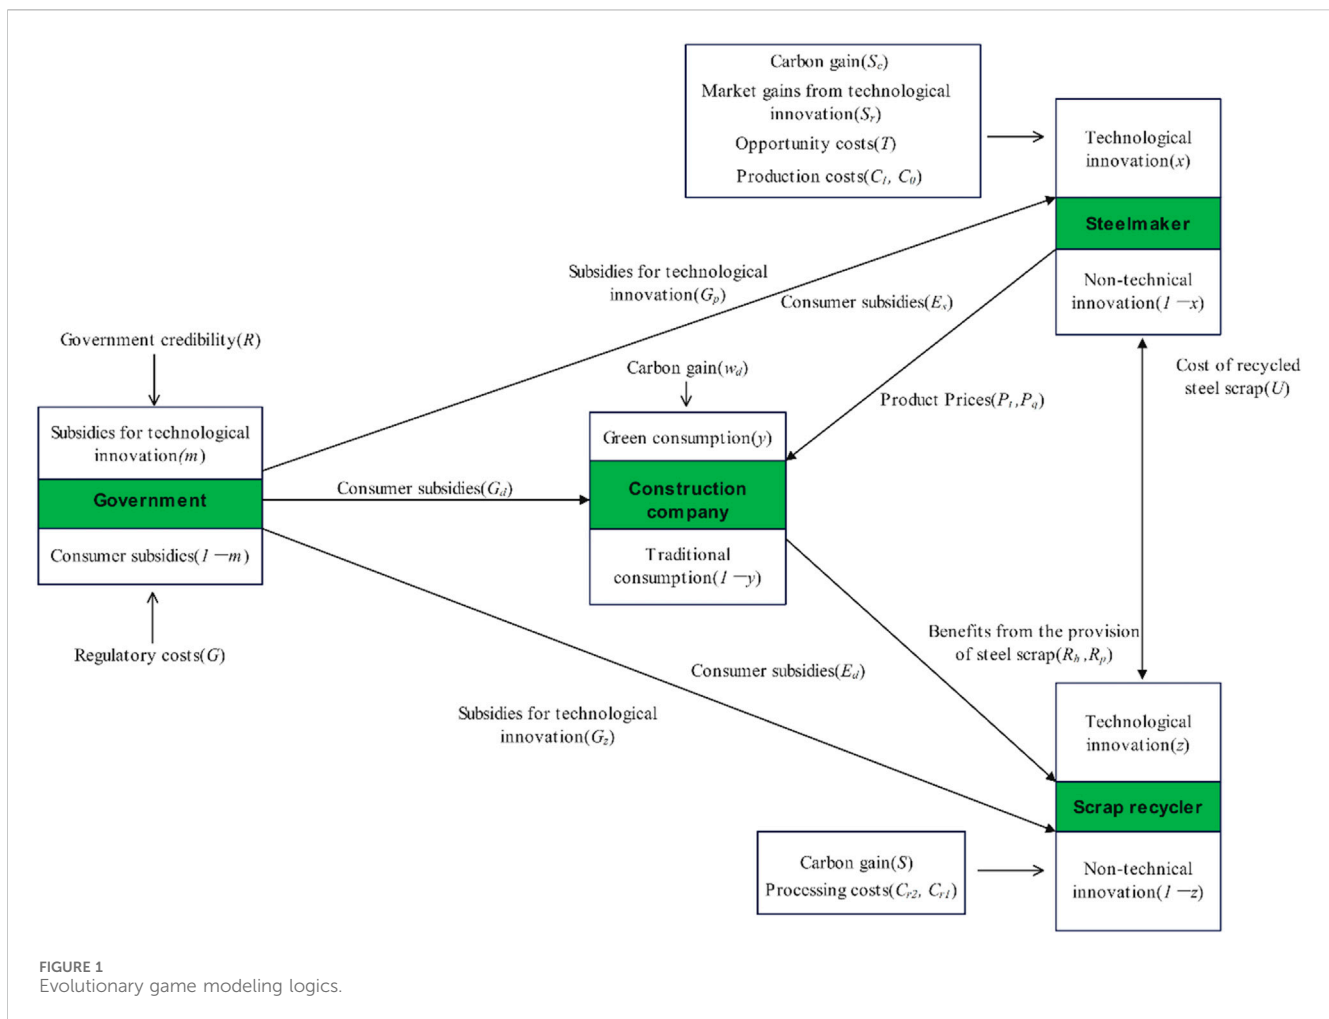 Carbon gain(Sc)
Market gains from technological
innovation(Sr)
Opportunity costs(T)
Production costs(C1, C0)
Technological
innovation(x)
Steelmaker
Non-technical
innovation(1—x)
Subsidies for technological
innovation(Gp)
Consumer subsidies(Es)
Government credibility(R)
Carbon gain(wd)
Cost of recycled
steel scrap(U)
Product Prices(Pt,Pq)
Subsidies for technological
innovation(m)
Government
Consumer subsidies(1—m)
Consumer subsidies(Gd)
Green consumption(y)
Construction
company
Traditional
consumption(1—y)
Regulatory costs(G)
Benefits from the provision
of steel scrap(Rh,Rp)
Consumer subsidies(Ed)
Subsidies for technological
innovation(Gz)
Technological
innovation(z)
Scrap recycler
Non-technical
innovation(1—z)
Carbon gain(S)
Processing costs(Cr2, Cr1)
FIGURE 1
Evolutionary game modeling logics.